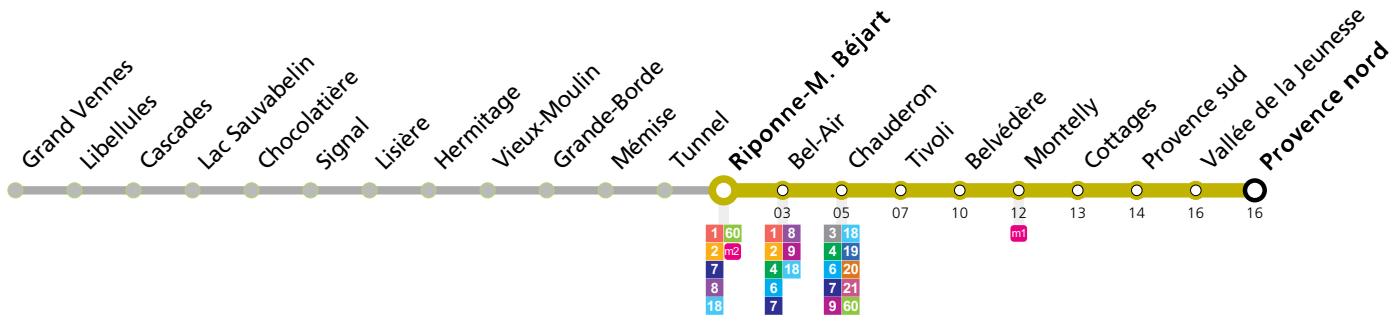 Grand Vennes
Libellules
Cascades
Lac Sauvabelin
Chocolatière
Signal
Lisière
Hermitage
Vieux-Moulin
Grande-Borde
Mémise
Tunnel
Riponne-M. Béjart
Bel-Air
Chauderon
Tivoli
Belvédère
Montelly
Cottages
Provence sud
Vallée de la Jeunesse
Provence nord
03 05 07 10 12 13 14 16 16
1 60
2 m2
7
8
18
1 8
2 9
4 18
6
7
3 18
4 19
6 20
7 21
9 60
m1